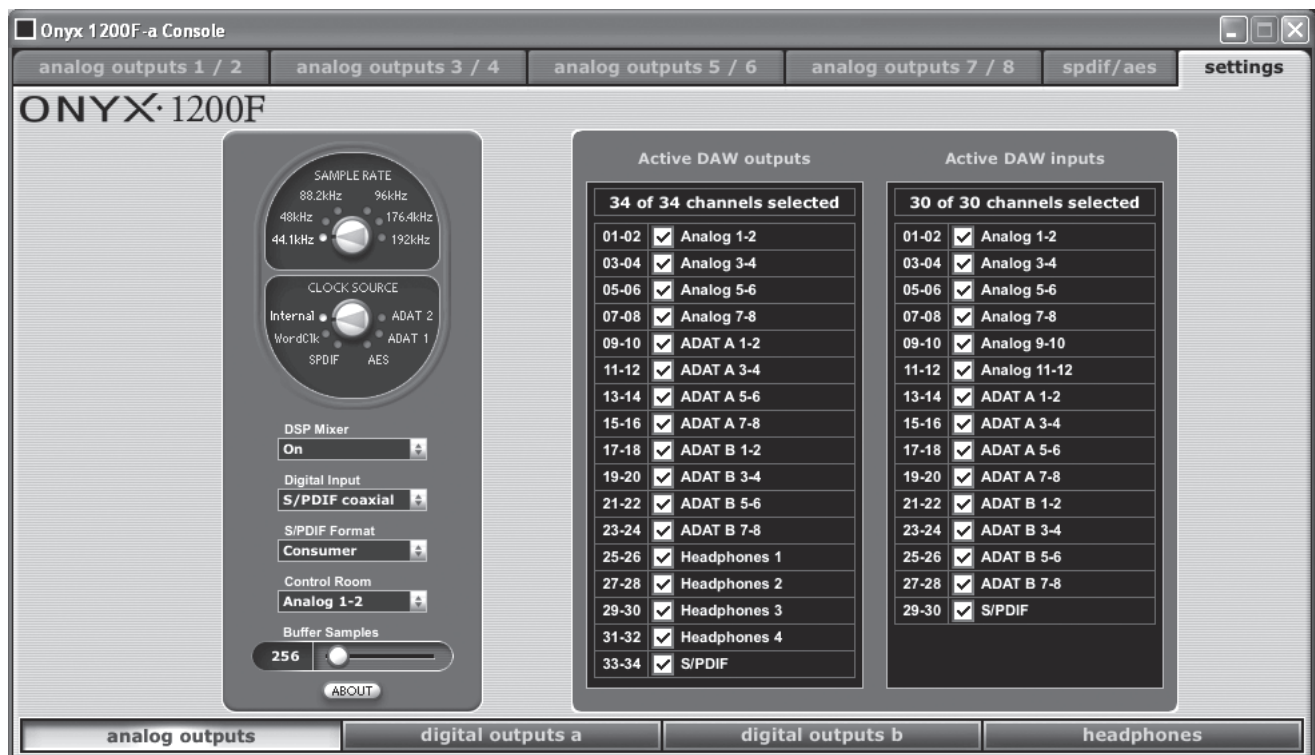 Onyx 1200F-a Console
analog outputs 1 / 2
analog outputs 3 / 4
analog outputs 5 / 6
analog outputs 7 / 8
spdif/aes
settings
ONYX· 1200F
SAMPLE RATE
88.2kHz 96kHz
48kHz 176.4kHz
44.1kHz 192kHz
CLOCK SOURCE
Internal ADAT 2
WordClk ADAT 1
SPDIF AES
DSP Mixer
On
Digital Input
S/PDIF coaxial
S/PDIF Format
Consumer
Control Room
Analog 1-2
Buffer Samples
256
ABOUT
Active DAW outputs
34 of 34 channels selected
01-02 Analog 1-2
03-04 Analog 3-4
05-06 Analog 5-6
07-08 Analog 7-8
09-10 ADAT A 1-2
11-12 ADAT A 3-4
13-14 ADAT A 5-6
15-16 ADAT A 7-8
17-18 ADAT B 1-2
19-20 ADAT B 3-4
21-22 ADAT B 5-6
23-24 ADAT B 7-8
25-26 Headphones 1
27-28 Headphones 2
29-30 Headphones 3
31-32 Headphones 4
33-34 S/PDIF
Active DAW inputs
30 of 30 channels selected
01-02 Analog 1-2
03-04 Analog 3-4
05-06 Analog 5-6
07-08 Analog 7-8
09-10 Analog 9-10
11-12 Analog 11-12
13-14 ADAT A 1-2
15-16 ADAT A 3-4
17-18 ADAT A 5-6
19-20 ADAT A 7-8
21-22 ADAT B 1-2
23-24 ADAT B 3-4
25-26 ADAT B 5-6
27-28 ADAT B 7-8
29-30 S/PDIF
analog outputs
digital outputs a
digital outputs b
headphones